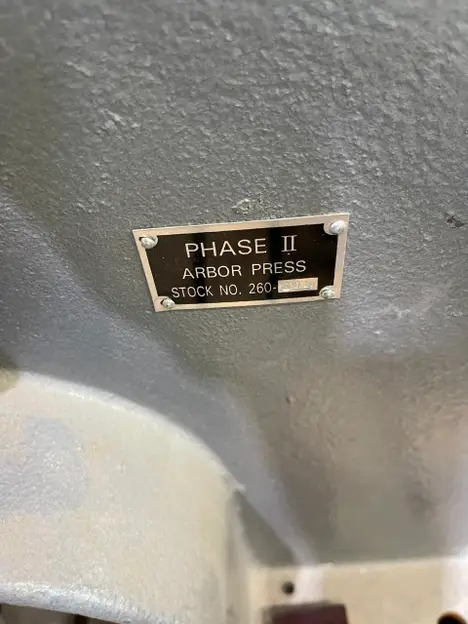 PHASE II
ARBOR PRESS
STOCK NO. 260-